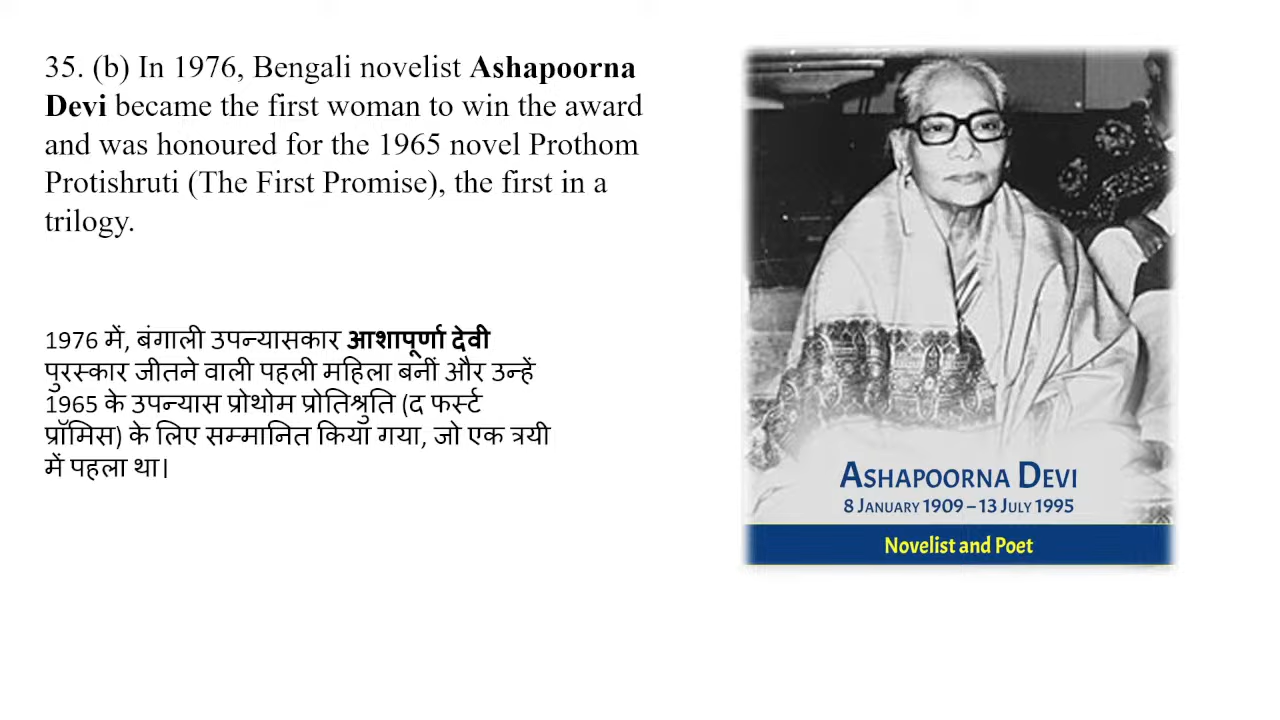 35. (b) In 1976, Bengali novelist Ashapoorna
Devi became the first woman to win the award
and was honoured for the 1965 novel Prothom
Protishruti (The First Promise), the first in a
trilogy.
1976 में, बंगाली उपन्यासकार आशापूर्णा देवी
पुरस्कार जीतने वाली पहली महिला बनीं और उन्हें
1965 के उपन्यास प्रोथोम प्रोतिश्रुति (द फर्स्ट
प्रॉमिस) के लिए सम्मानित किया गया, जो एक त्रयी
में पहला था।
ASHAPOORNA DEVI
8 JANUARY 1909 – 13 JULY 1995
Novelist and Poet